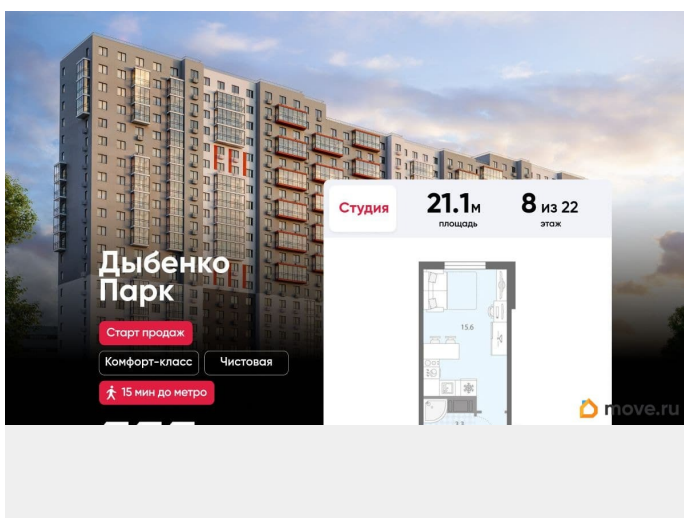 Студия
21.1м
площадь
8 из 22
этаж
Дыбенко
Парк
Старт продаж
Комфорт-класс
Чистовая
15 мин до метро
15.6
move.ru